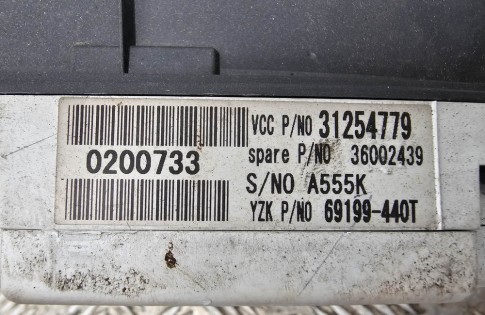 VCC P/NO 31254779
0200733
spare P/NO 36002439
S/NO A555K
YZK P/NO 69199-440T